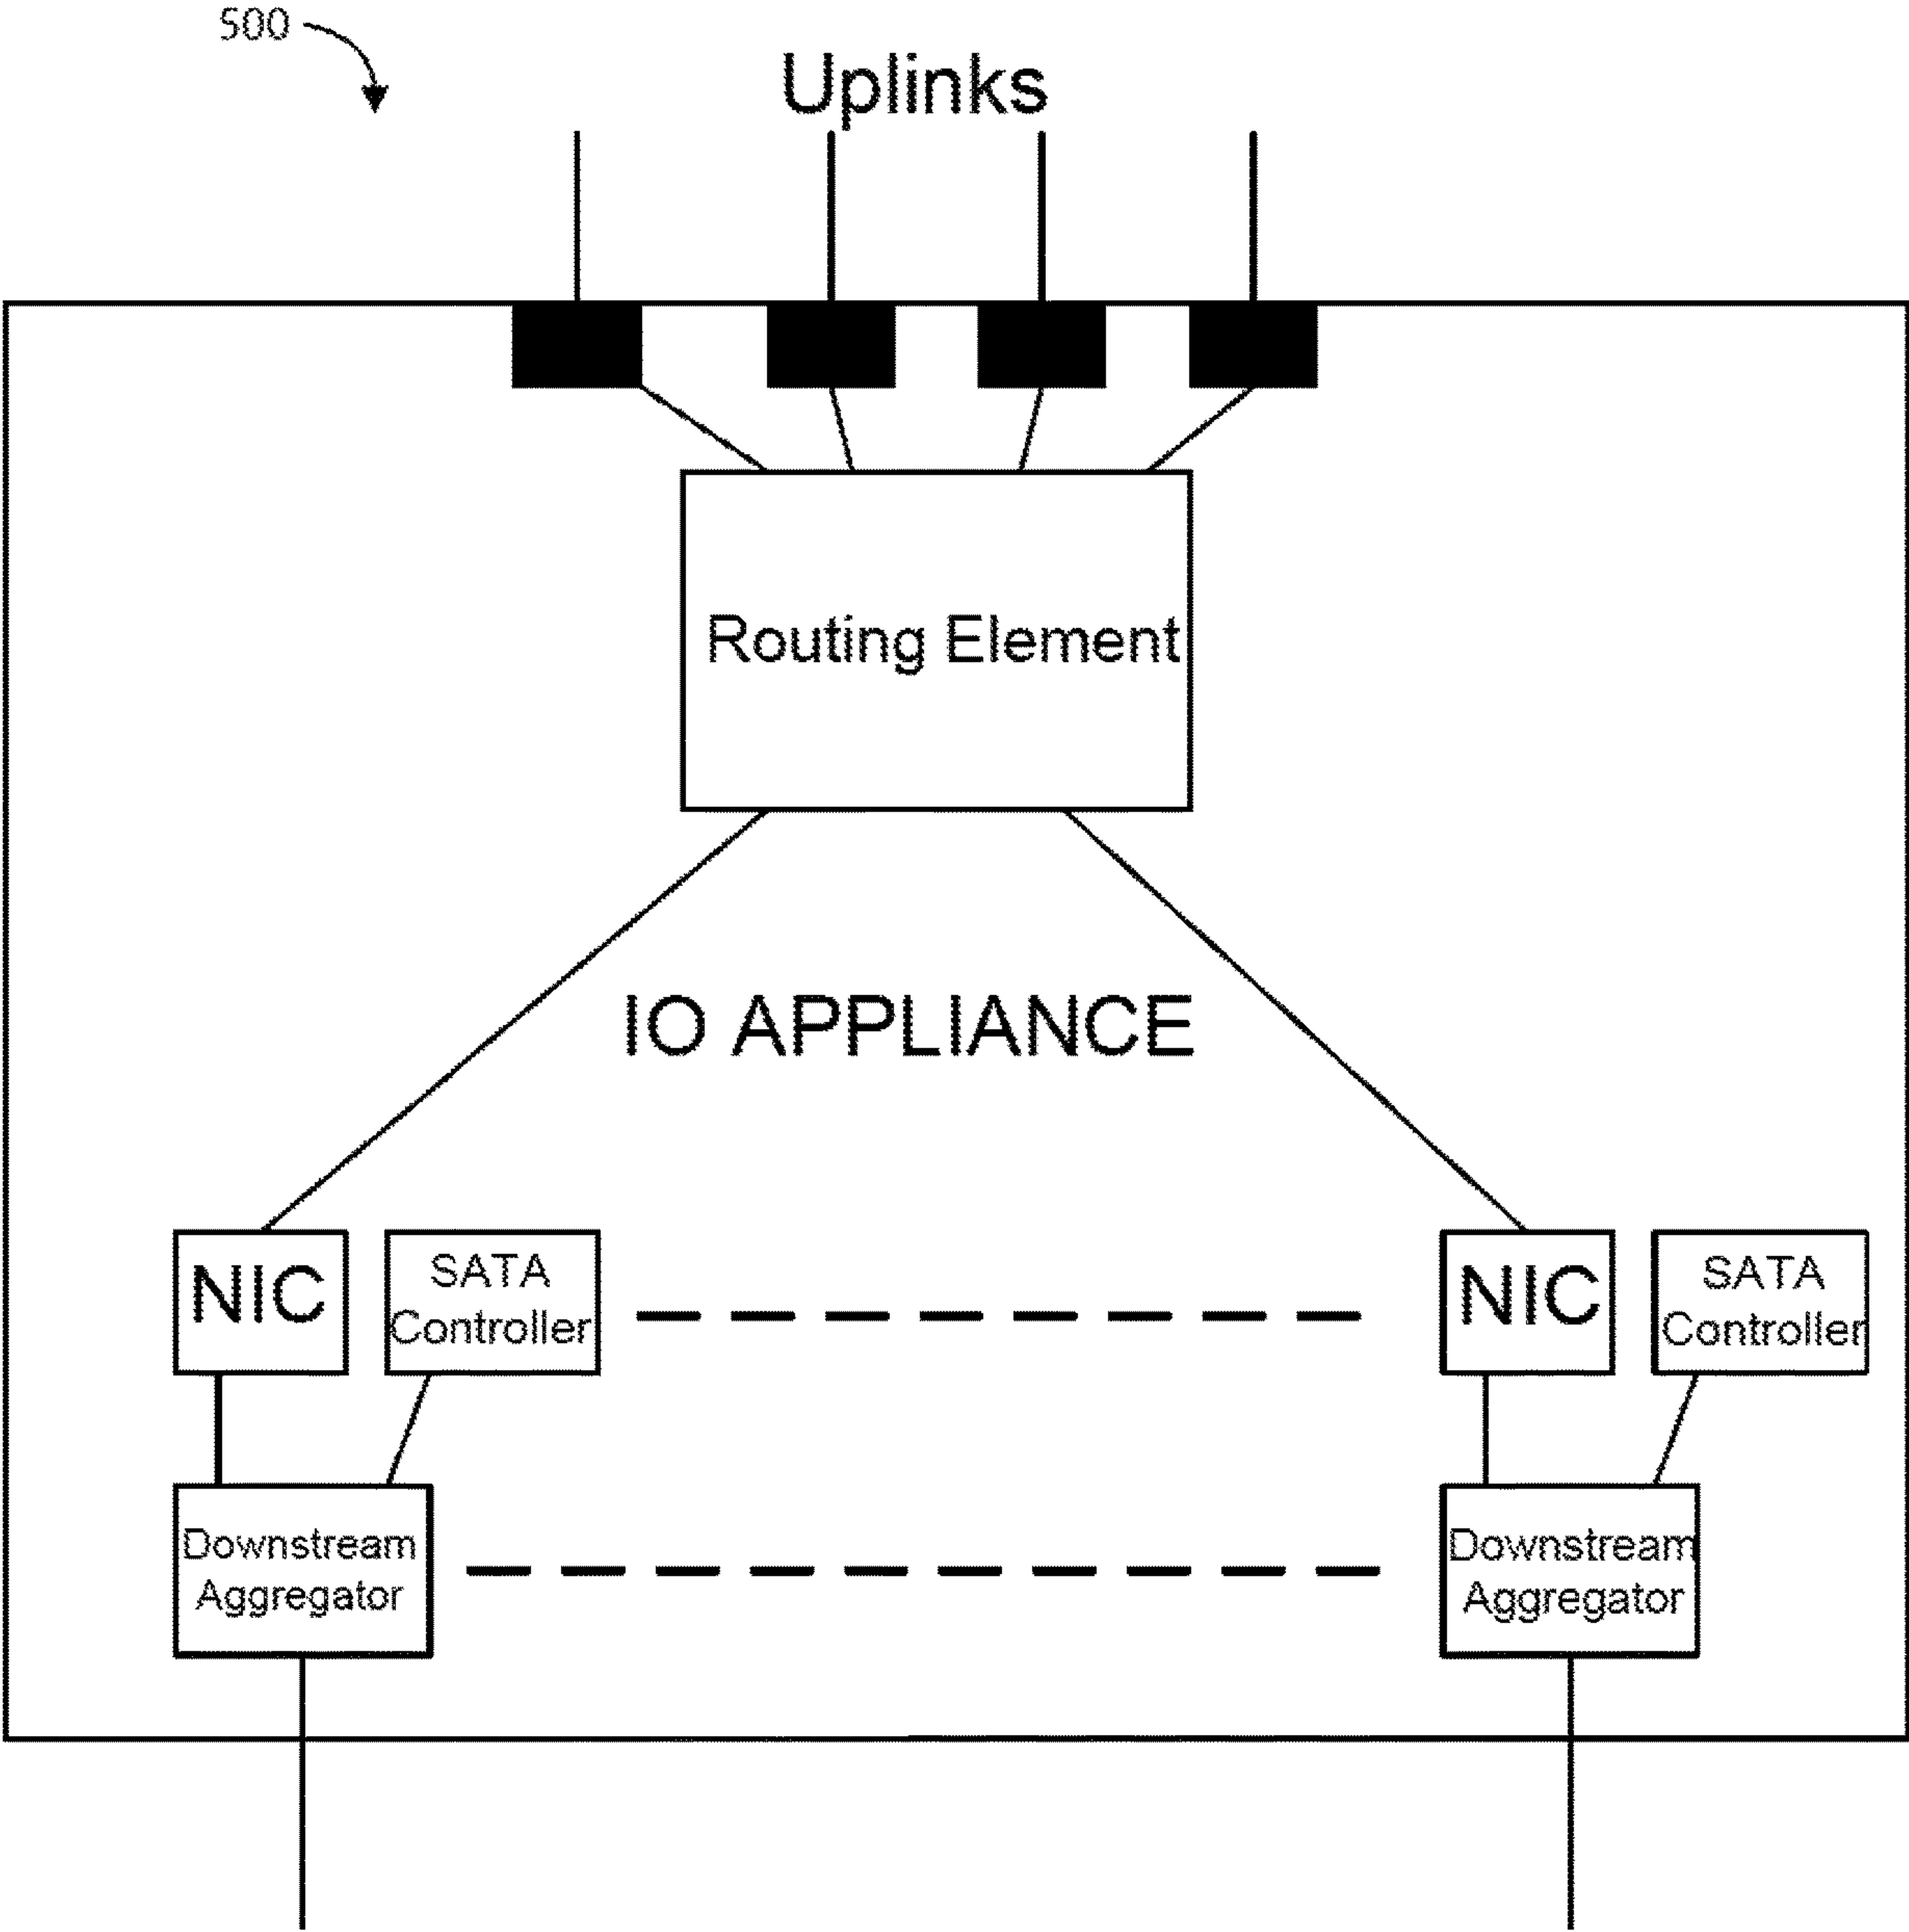 500
Uplinks
Routing Element
IO APPLIANCE
NIC
SATA
Controller
NIC
SATA
Controller
Downstream
Aggregator
Downstream
Aggregator